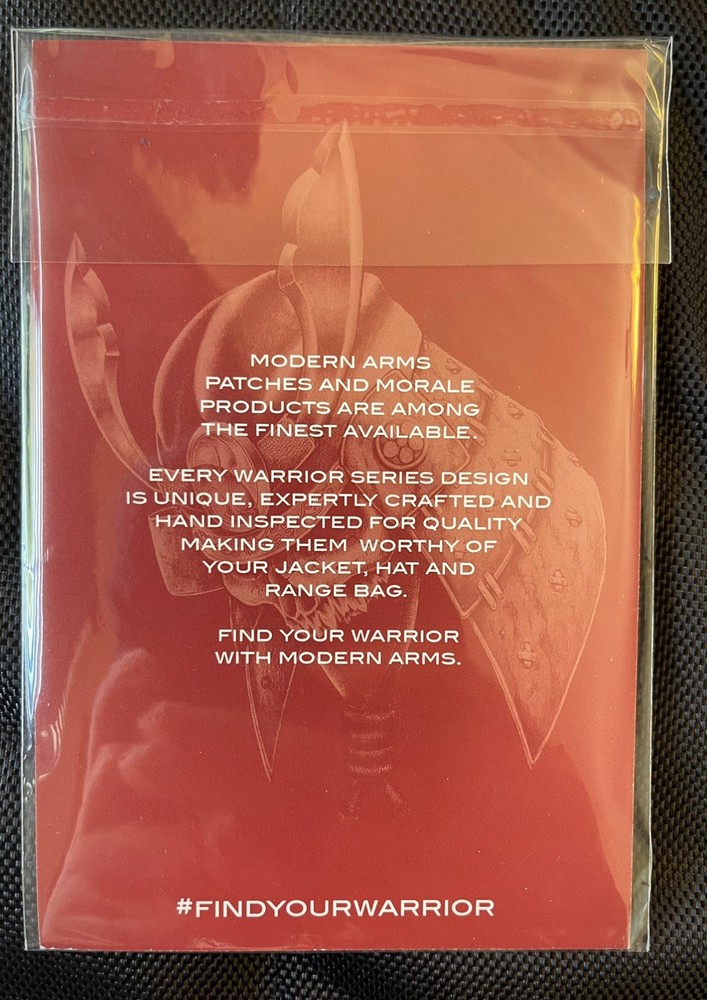 MODERN ARMS
PATCHES AND MORALE
PRODUCTS ARE AMONG
THE FINEST AVAILABLE.
EVERY WARRIOR SERIES DESIGN
IS UNIQUE, EXPERTLY CRAFTED AND
HAND INSPECTED FOR QUALITY
MAKING THEM WORTHY OF
YOUR JACKET, HAT AND
RANGE BAG.
FIND YOUR WARRIOR
WITH MODERN ARMS.
#FINDYOURWARRIOR